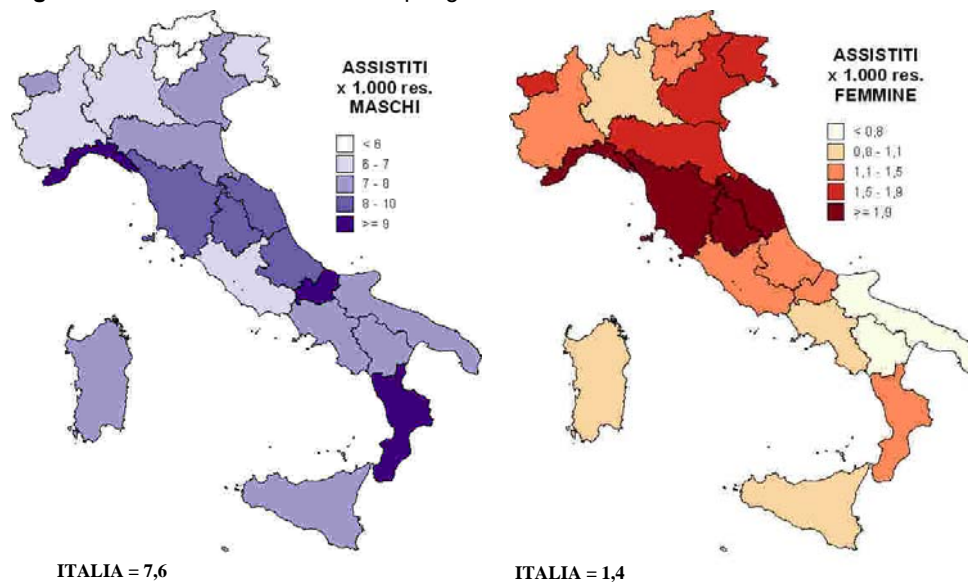 ASSISTITI
x 1.000 res.
MASCHI
< 6
6 - 7
7 - 8
8 - 10
>= 9
ITALIA = 7,6
ASSISTITI
x 1.000 res.
FEMMINE
< 0,8
0,8 - 1,1
1,1 - 1,5
1,5 - 1,9
>= 1,9
ITALIA = 1,4